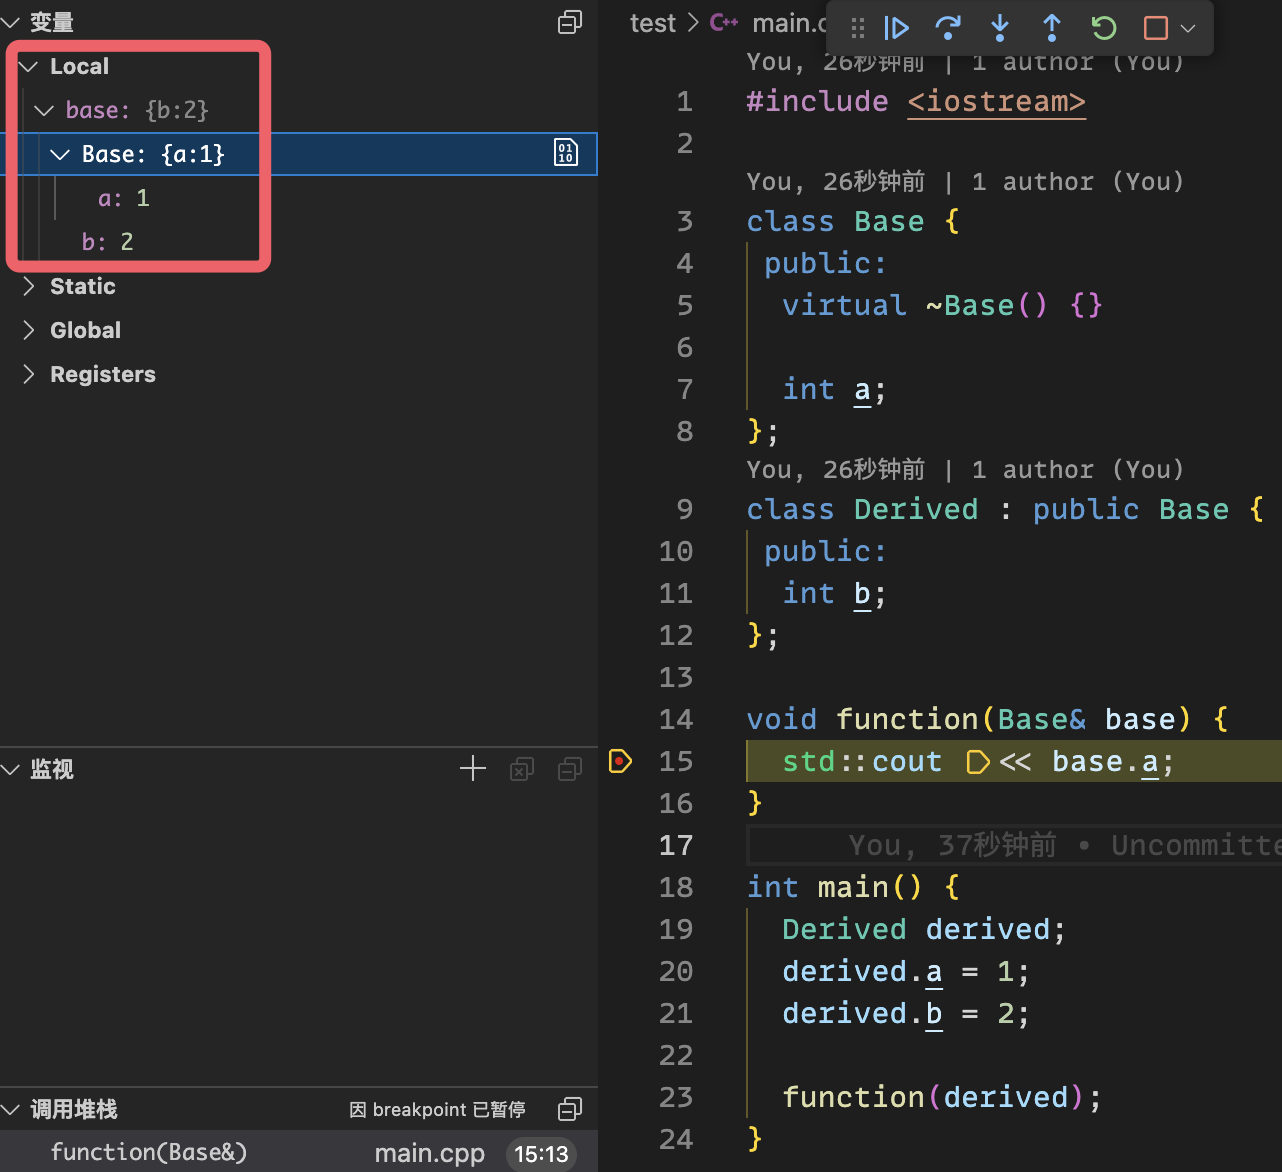 变量
Local
base: {b:2}
Base: {a:1}
a: 1
b: 2
Static
Global
Registers
监视
调用堆栈 因 breakpoint 已暂停
function(Base&) main.cpp 15:13
test > C++ main.c
You, 26秒钟前 | 1 author (You)
1 #include <iostream>
2
You, 26秒钟前 | 1 author (You)
3 class Base {
4 public:
5 virtual ~Base() {}
6
7 int a;
8 };
You, 26秒钟前 | 1 author (You)
9 class Derived : public Base {
10 public:
11 int b;
12 };
13
14 void function(Base& base) {
15 std::cout << base.a;
16 }
17 You, 37秒钟前 • Uncommitte
18 int main() {
19 Derived derived;
20 derived.a = 1;
21 derived.b = 2;
22
23 function(derived);
24 }